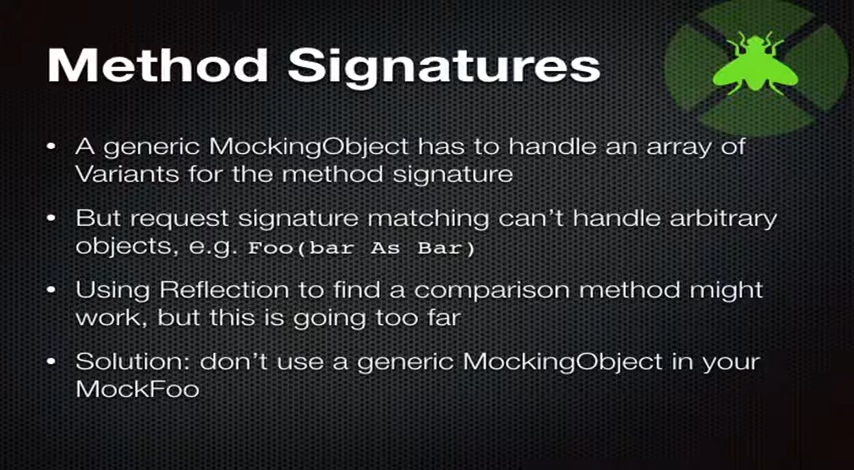 Method Signatures
• A generic MockingObject has to handle an array of
Variants for the method signature
• But request signature matching can't handle arbitrary
objects, e.g. Foo(bar As Bar)
• Using Reflection to find a comparison method might
work, but this is going too far
• Solution: don't use a generic MockingObject in your
MockFoo